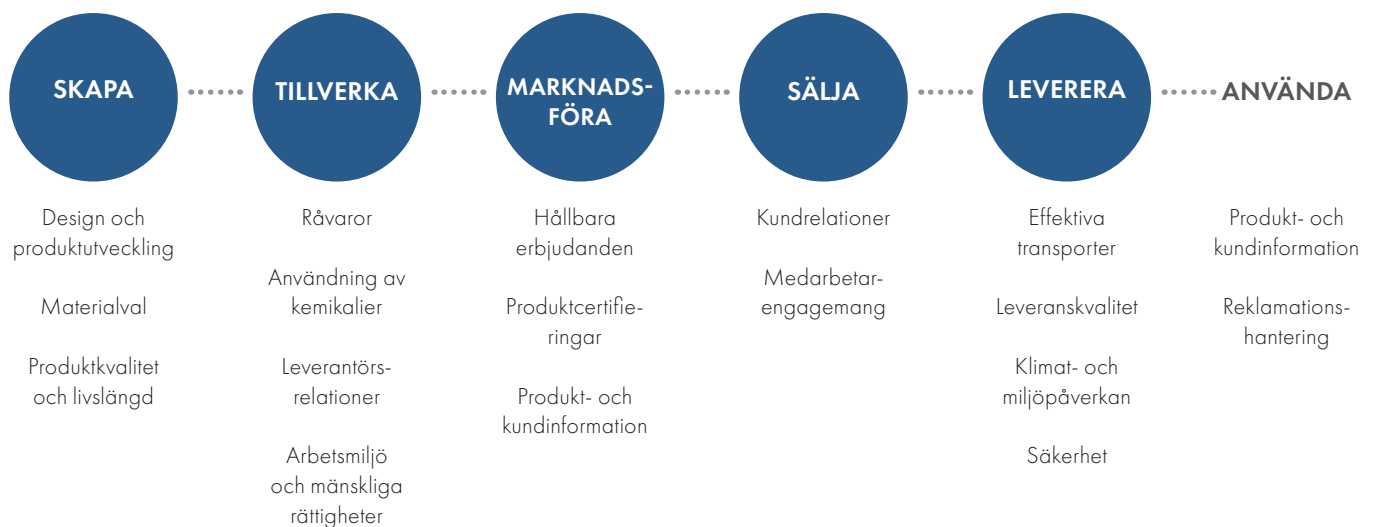 SKAPA
TILLVERKA
MARKNADS-
FÖRA
SÄLJA
LEVERERA
ANVÄNDA
Design och
produktutveckling
Materialval
Produktkvalitet
och livslängd
Råvaror
Användning av
kemikalier
Leverantörs-
relationer
Arbetsmiljö
och mänskliga
rättigheter
Hållbara
erbjudanden
Produktcertifie-
ringar
Produkt- och
kundinformation
Kundrelationer
Medarbetar-
engagemang
Effektiva
transporter
Leveranskvalitet
Klimat- och
miljöpåverkan
Säkerhet
Produkt- och
kundinformation
Reklamations-
hantering